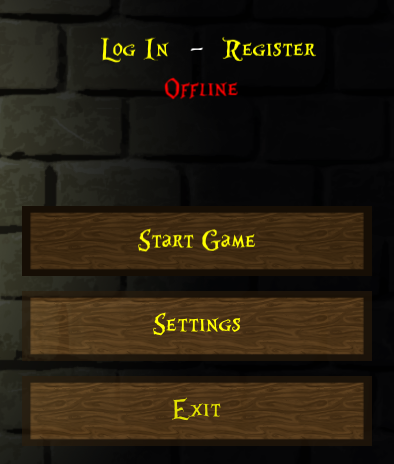 Log In - Register
Offline
Start Game
Settings
Exit